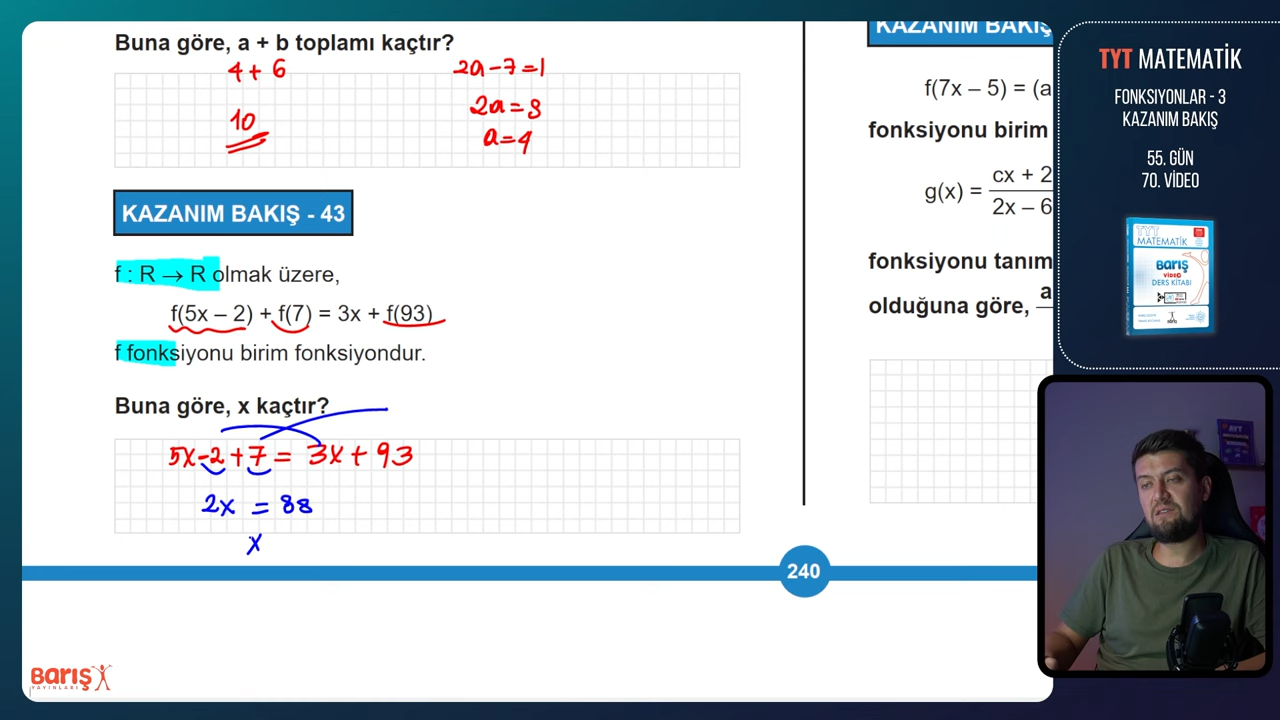 Buna göre, a + b toplamı kaçtır?
4 + 6
10
2a - 7 = 1
2a = 8
a = 4
KAZANIM BAKIŞ - 43
f : R → R olmak üzere,
f(5x – 2) + f(7) = 3x + f(93)
f fonksiyonu birim fonksiyondur.
Buna göre, x kaçtır?
5x - 2 + 7 = 3x + 93
2x = 88
x
240
BARIŞ
YAYINLARI
KAZANIM BAKIŞ
f(7x – 5) = (a
fonksiyonu birim
g(x) = cx + 2
2x – 6
fonksiyonu tanım
olduğuna göre, a
TYT MATEMATİK
FONKSIYONLAR - 3
KAZANIM BAKIŞ
55. GÜN
70. VİDEO
TYT
MATEMATİK
BARIŞ
VİDEO
DERS KİTABI